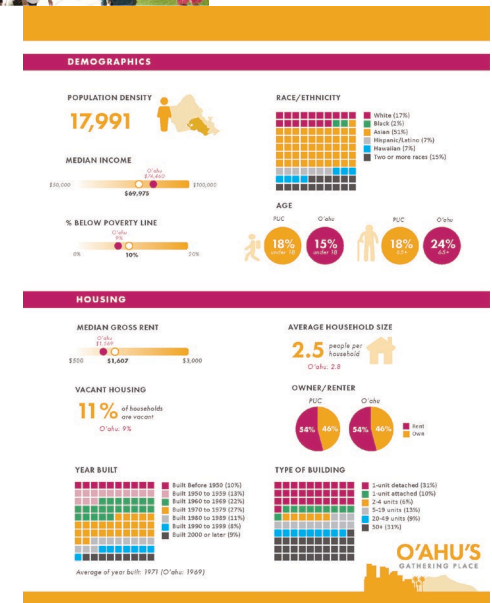 DEMOGRAPHICS
POPULATION DENSITY
17,991
MEDIAN INCOME
O'ahu
$74,460
$50,000
$100,000
$69,975
% BELOW POVERTY LINE
O'ahu
9%
0%
20%
10%
RACE/ETHNICITY
White (17%)
Black (2%)
Asian (51%)
Hispanic/Latino (7%)
Hawaiian (7%)
Two or more races (15%)
AGE
PUC
O'ahu
PUC
O'ahu
18%
under 18
15%
under 18
18%
65+
24%
65+
HOUSING
MEDIAN GROSS RENT
O'ahu
$500
$1,607
$3,000
AVERAGE HOUSEHOLD SIZE
2.5 people per
household
O'ahu: 2.8
VACANT HOUSING
11% of households
are vacant
O'ahu: 9%
OWNER/RENTER
PUC
O'ahu
54% 46%
54% 46%
Rent
Own
YEAR BUILT
Built Before 1950 (10%)
Built 1950 to 1959 (13%)
Built 1960 to 1969 (22%)
Built 1970 to 1979 (27%)
Built 1980 to 1989 (11%)
Built 1990 to 1999 (8%)
Built 2000 or later (9%)
Average of year built: 1971 (O'ahu: 1969)
TYPE OF BUILDING
1-unit detached (31%)
1-unit attached (10%)
2-4 units (6%)
5-19 units (13%)
20-49 units (9%)
50+ (31%)
O'AHU'S
GATHERING PLACE